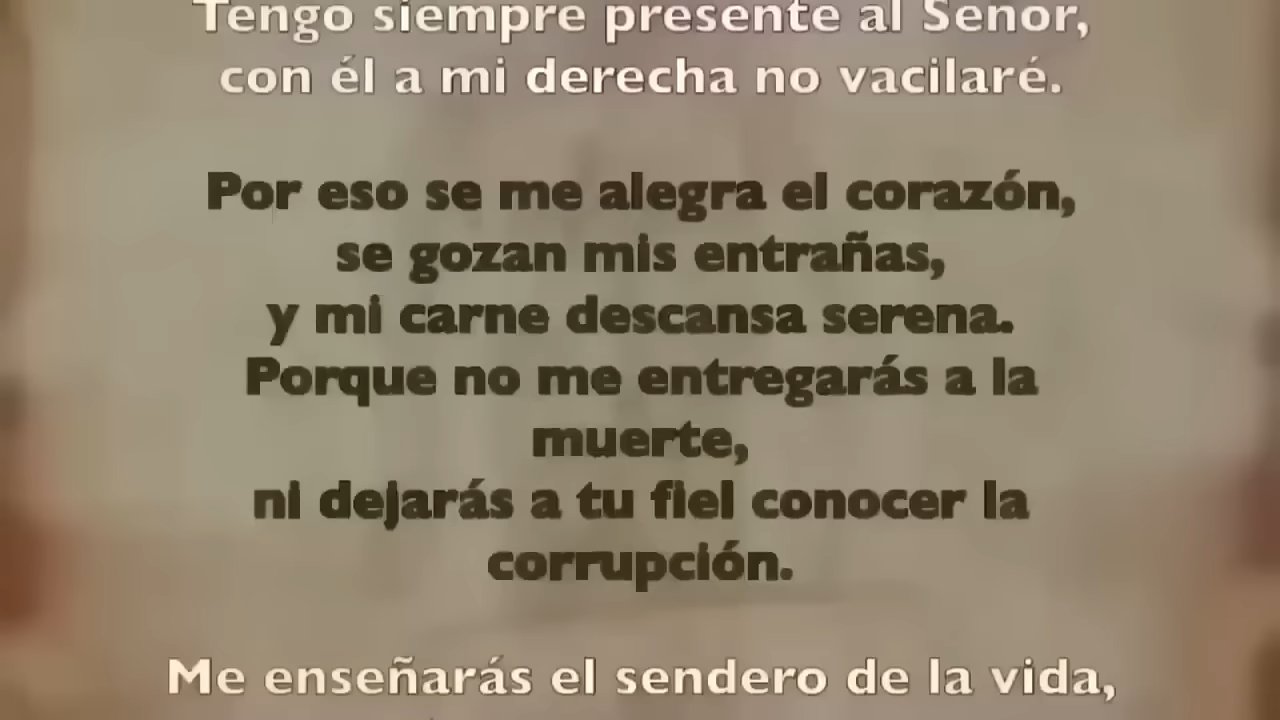 Tengo siempre presente al Señor,
con él a mi derecha no vacilaré.
Por eso se me alegra el corazón,
se gozan mis entrañas,
y mi carne descansa serena.
Porque no me entregarás a la
muerte,
ni dejarás a tu fiel conocer la
corrupción.
Me enseñarás el sendero de la vida,